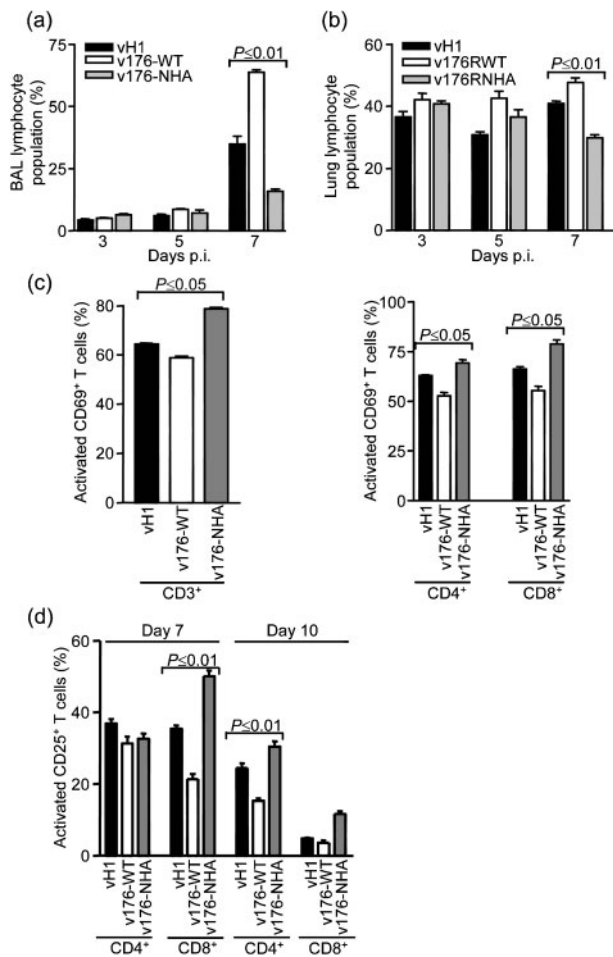 (a)
vH1
v176-WT
v176-NHA
P≤0.01
BAL lymphocyte
population (%)
75
50
25
0
3 5 7
Days p.i.
(b)
vH1
v176RWT
v176RNHA
P≤0.01
Lung lymphocyte
population (%)
60
40
20
0
3 5 7
Days p.i.
(c)
P≤0.05
Activated CD69+ T cells (%)
80
60
40
20
0
vH1
v176-WT
v176-NHA
CD3+
Activated CD69+ T cells (%)
100
75
50
25
0
P≤0.05
P≤0.05
vH1
v176-WT
v176-NHA
vH1
v176-WT
v176-NHA
CD4+ CD8+
(d)
Day 7 Day 10
Activated CD25+ T cells (%)
60
40
20
0
P≤0.01
P≤0.01
vH1
v176-WT
v176-NHA
vH1
v176-WT
v176-NHA
vH1
v176-WT
v176-NHA
vH1
v176-WT
v176-NHA
CD4+ CD8+ CD4+ CD8+